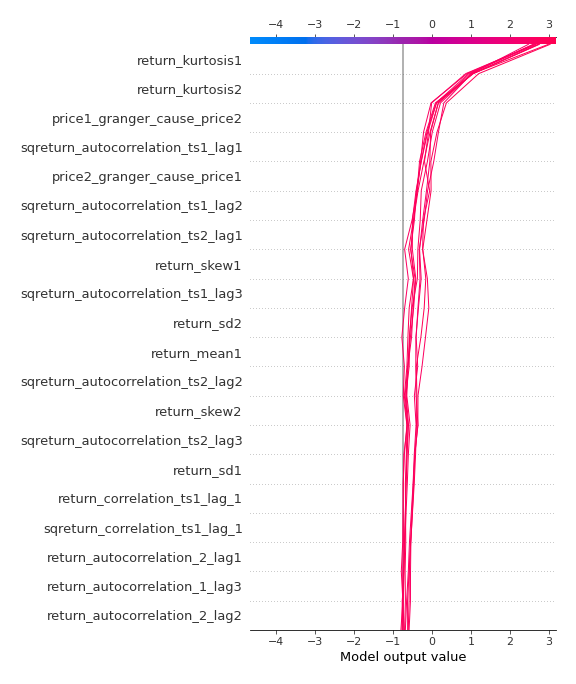 −4 −3 −2 −1 0 1 2 3
return_kurtosis1
return_kurtosis2
price1_granger_cause_price2
sqreturn_autocorrelation_ts1_lag1
price2_granger_cause_price1
sqreturn_autocorrelation_ts1_lag2
sqreturn_autocorrelation_ts2_lag1
return_skew1
sqreturn_autocorrelation_ts1_lag3
return_sd2
return_mean1
sqreturn_autocorrelation_ts2_lag2
return_skew2
sqreturn_autocorrelation_ts2_lag3
return_sd1
return_correlation_ts1_lag_1
sqreturn_correlation_ts1_lag_1
return_autocorrelation_2_lag1
return_autocorrelation_1_lag3
return_autocorrelation_2_lag2
−4 −3 −2 −1 0 1 2 3
Model output value